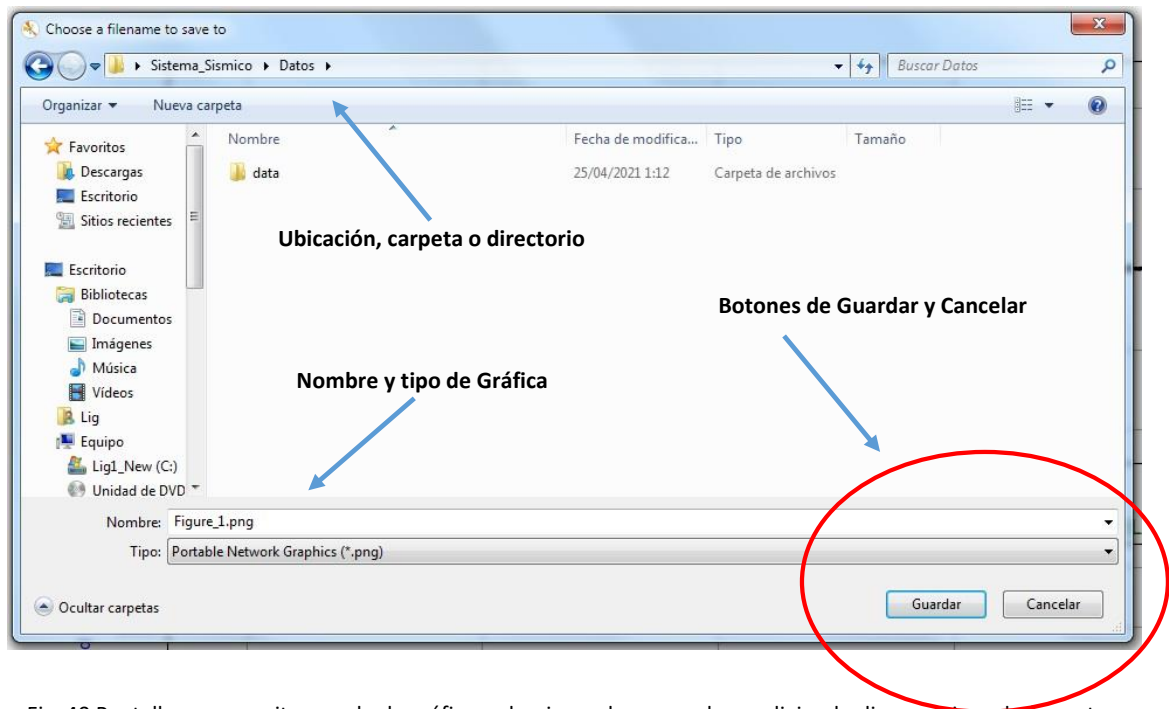 Choose a filename to save to
Sistema_Sismico Datos
Buscar Datos
Organizar Nueva carpeta
Nombre Fecha de modifica... Tipo Tamaño
data 25/04/2021 1:12 Carpeta de archivos
Favoritos
Descargas
Escritorio
Sitios recientes
Escritorio
Bibliotecas
Documentos
Imágenes
Música
Vídeos
Lig
Equipo
Lig1_New (C:)
Unidad de DVD
Ubicación, carpeta o directorio
Botones de Guardar y Cancelar
Nombre y tipo de Gráfica
Nombre: Figure_1.png
Tipo: Portable Network Graphics (*.png)
Ocultar carpetas
Guardar Cancelar